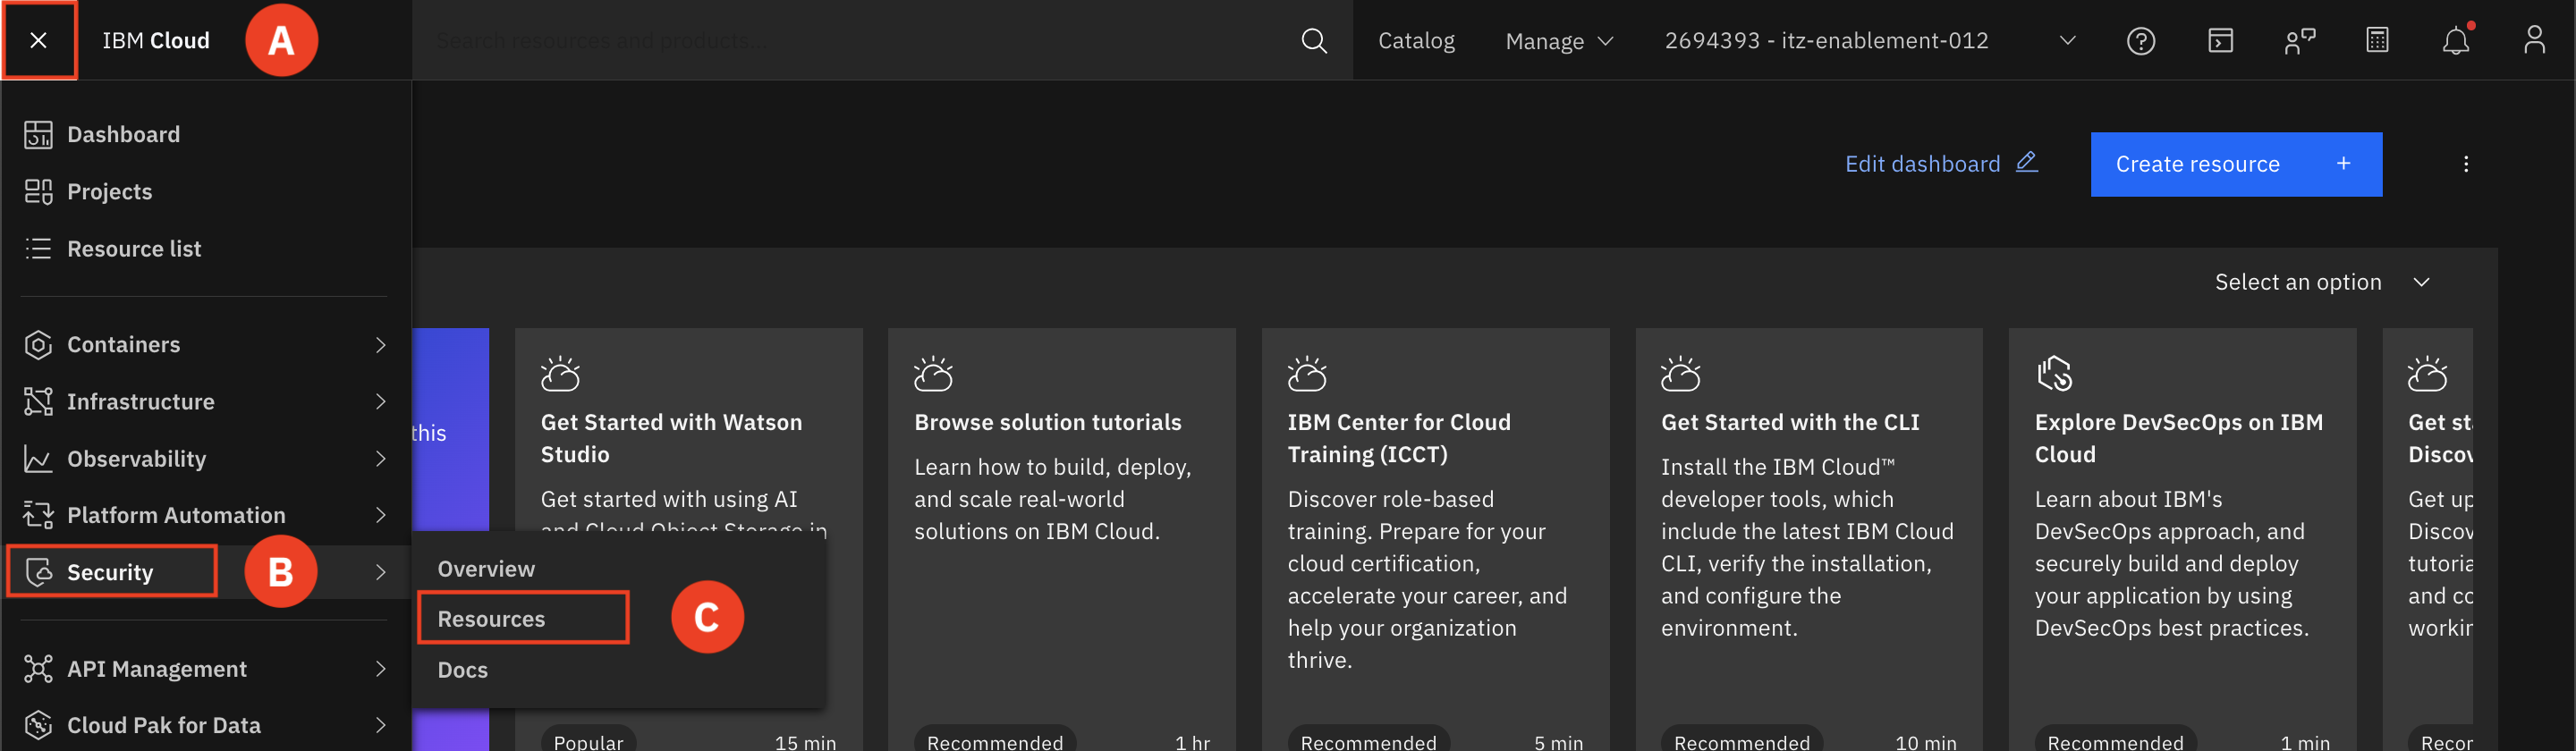 IBM Cloud
A
Search resources and products...
Catalog
Manage
2694393 - itz-enablement-012
Dashboard
Projects
Resource list
Containers
Infrastructure
Observability
Platform Automation
Security
B
API Management
Cloud Pak for Data
Overview
Resources
C
Docs
Edit dashboard
Create resource +
Select an option
this
Get Started with Watson
Studio
Get started with using AI
and Cloud Object Storage in
Popular
15 min
Browse solution tutorials
Learn how to build, deploy,
and scale real-world
solutions on IBM Cloud.
Recommended
1 hr
IBM Center for Cloud
Training (ICCT)
Discover role-based
training. Prepare for your
cloud certification,
accelerate your career, and
help your organization
thrive.
Recommended
5 min
Get Started with the CLI
Install the IBM Cloud™
developer tools, which
include the latest IBM Cloud
CLI, verify the installation,
and configure the
environment.
Recommended
10 min
Explore DevSecOps on IBM
Cloud
Learn about IBM's
DevSecOps approach, and
securely build and deploy
your application by using
DevSecOps best practices.
Recommended
1 min
Get
Get up
and